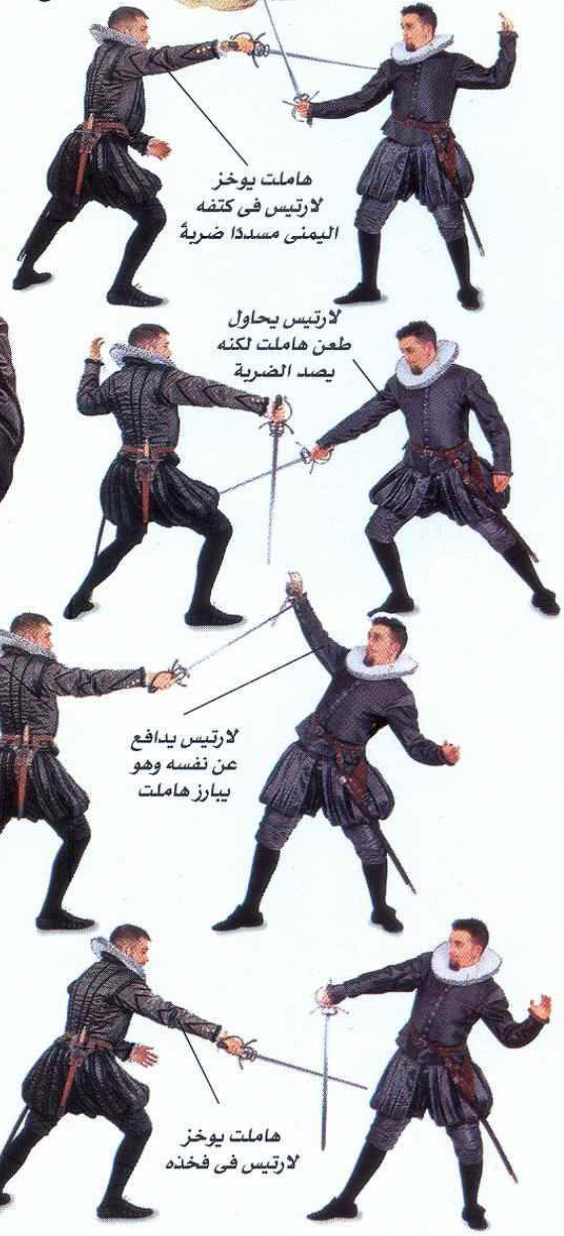 هاملت يوخز
لارتيس فى كتفه
اليمنى مسددًا ضربةً
لارتيس يحاول
طعن هاملت لكنه
يصد الضربة
لارتيس يدافع
عن نفسه وهو
يبارز هاملت
هاملت يوخز
لارتيس فى فخذه